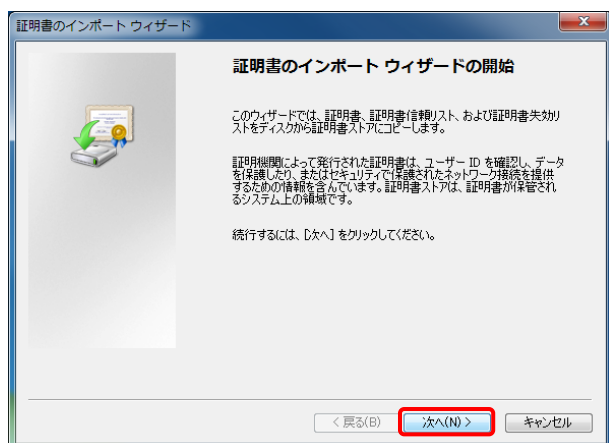 証明書のインポート ウィザード
証明書のインポート ウィザードの開始
このウィザードでは、証明書、証明書信頼リスト、および証明書失効リ
ストをディスクから証明書ストアにコピーします。
証明機関によって発行された証明書は、ユーザー ID を確認し、データ
を保護したり、またはセキュリティで保護されたネットワーク接続を提供
するための情報を含んでいます。証明書ストアは、証明書が保管され
るシステム上の領域です。
続行するには、[次へ] をクリックしてください。
< 戻る(B)
次へ(N) >
キャンセル